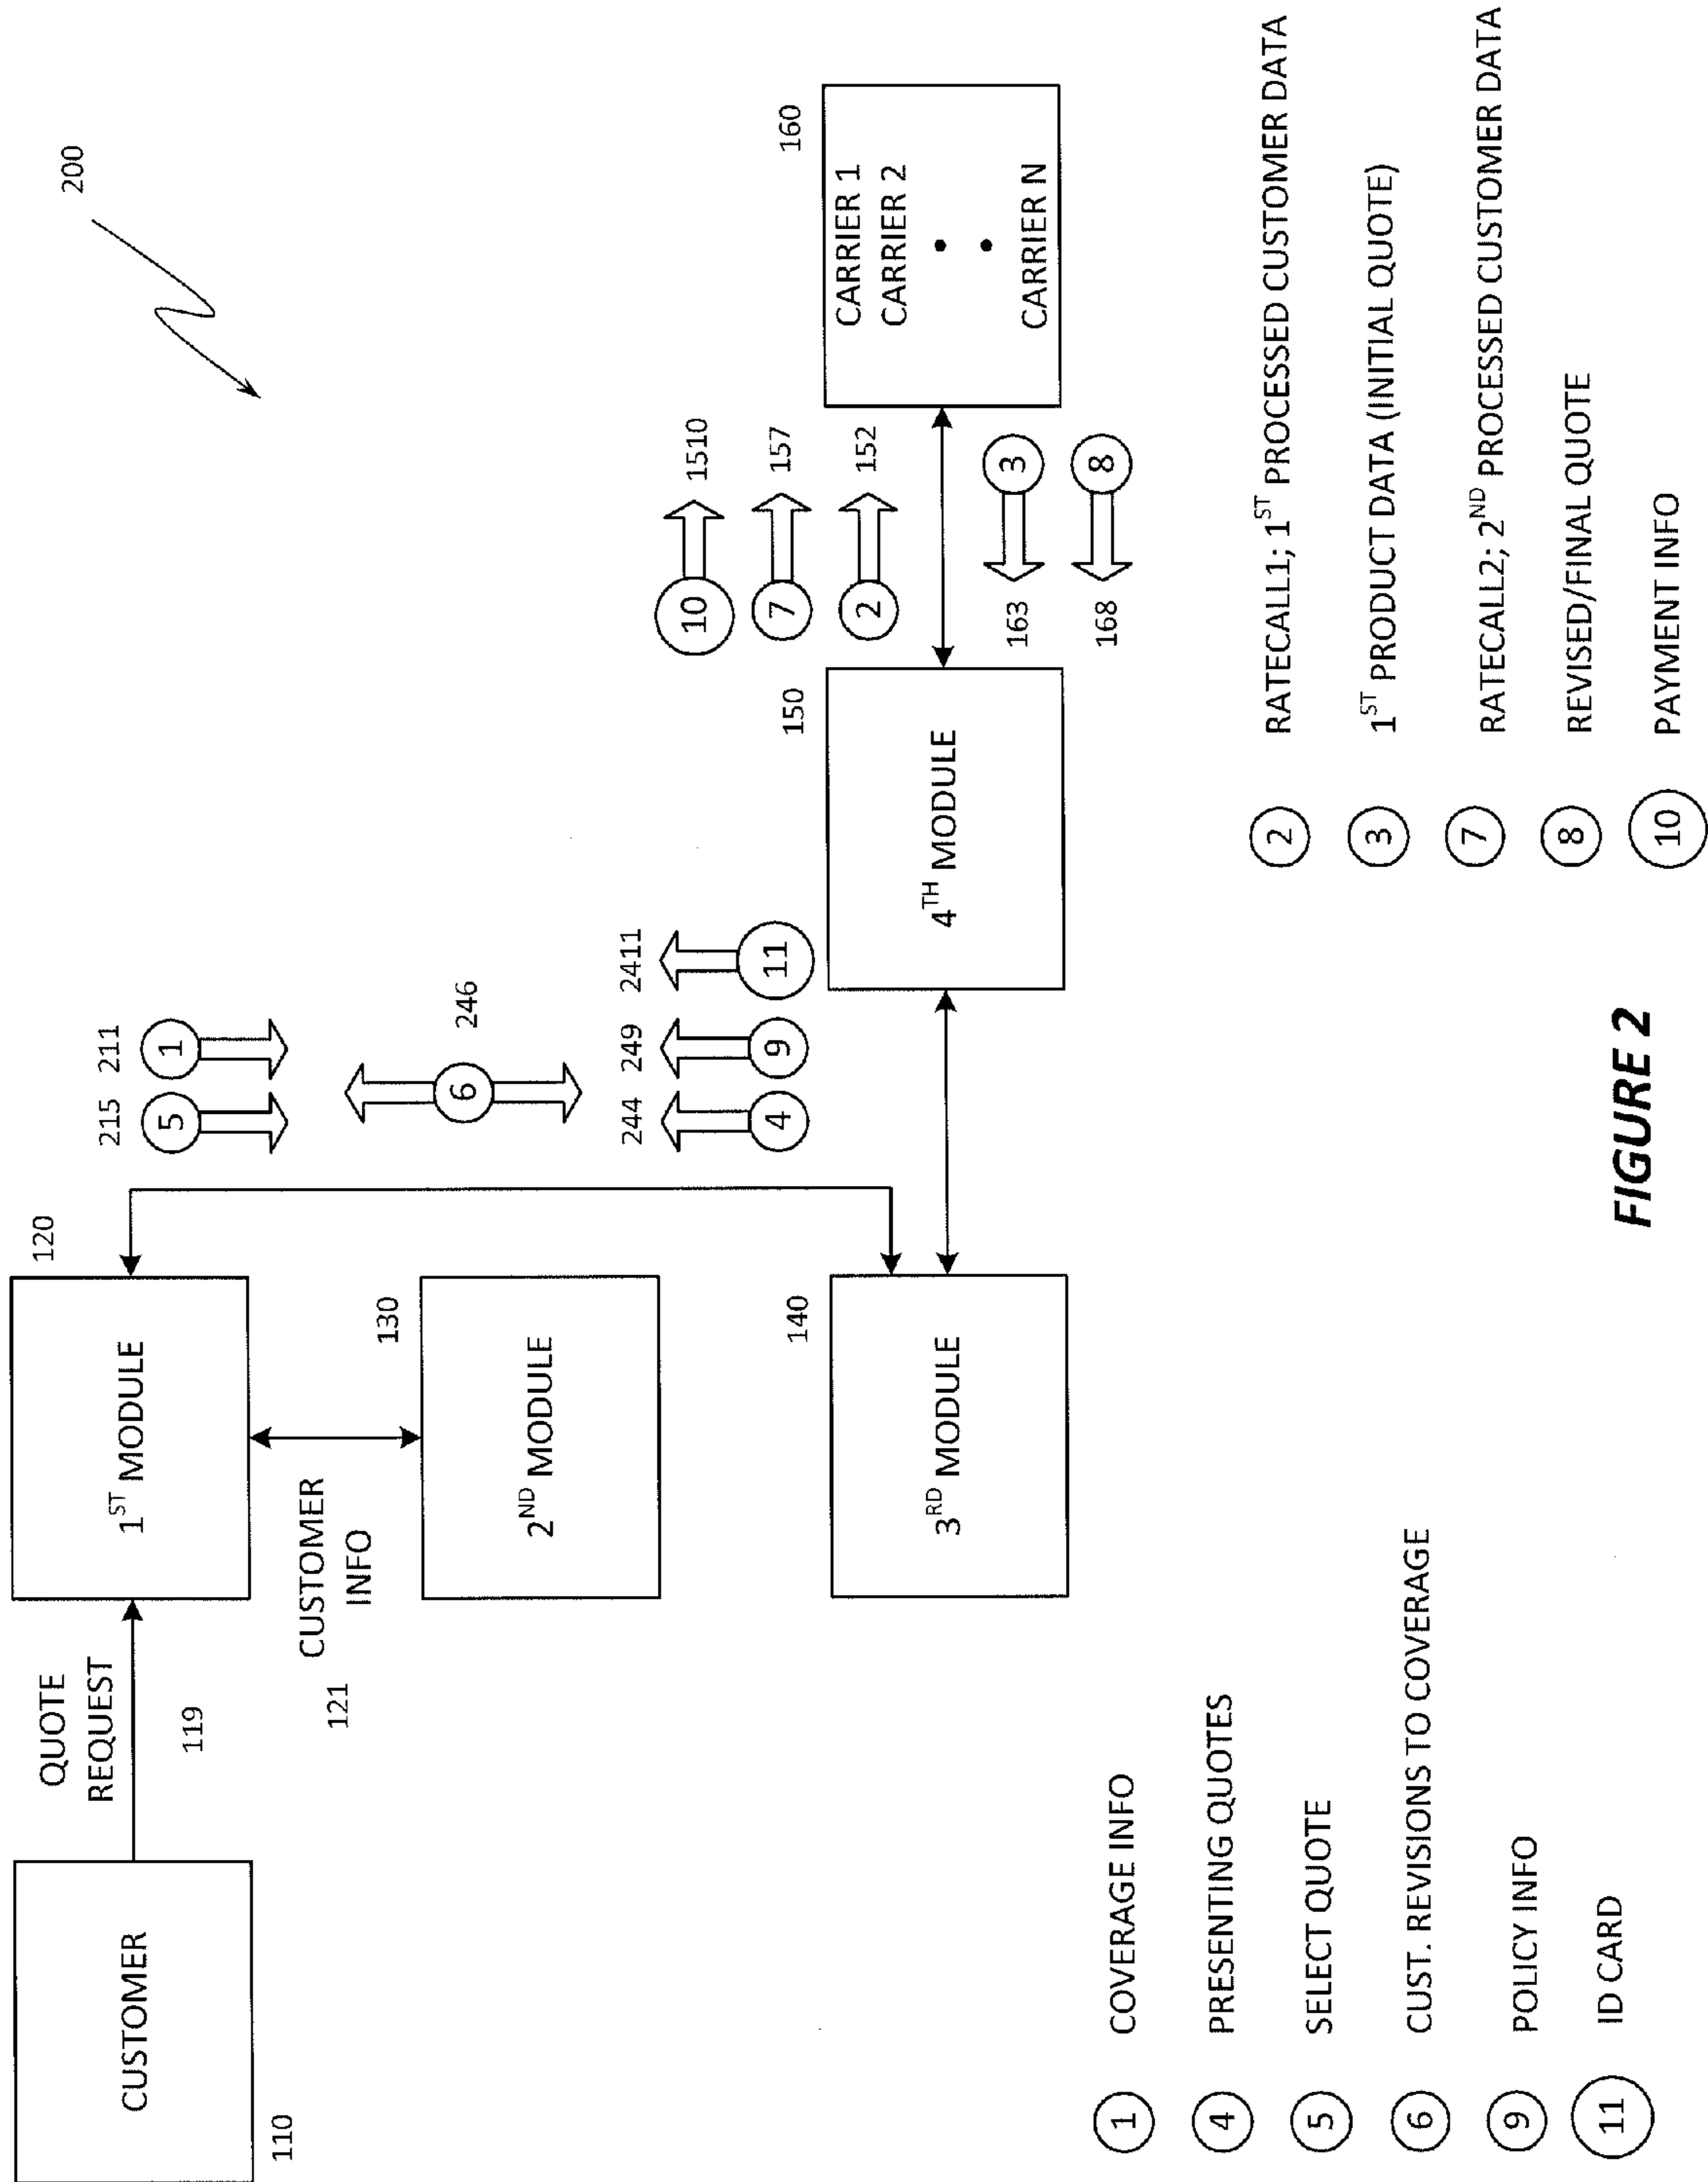 200
CUSTOMER
110
QUOTE
REQUEST
119
1ST MODULE
120
CUSTOMER
INFO
121
2ND MODULE
130
3RD MODULE
140
215
211
5
1
6
246
244
249
2411
4
9
11
4TH MODULE
150
10
1510
7
157
2
152
163
3
168
8
160
CARRIER 1
CARRIER 2
CARRIER N
1 COVERAGE INFO
4 PRESENTING QUOTES
5 SELECT QUOTE
6 CUST. REVISIONS TO COVERAGE
9 POLICY INFO
11 ID CARD
2 RATECALL1; 1ST PROCESSED CUSTOMER DATA
3 1ST PRODUCT DATA (INITIAL QUOTE)
7 RATECALL2; 2ND PROCESSED CUSTOMER DATA
8 REVISED/FINAL QUOTE
10 PAYMENT INFO
FIGURE 2